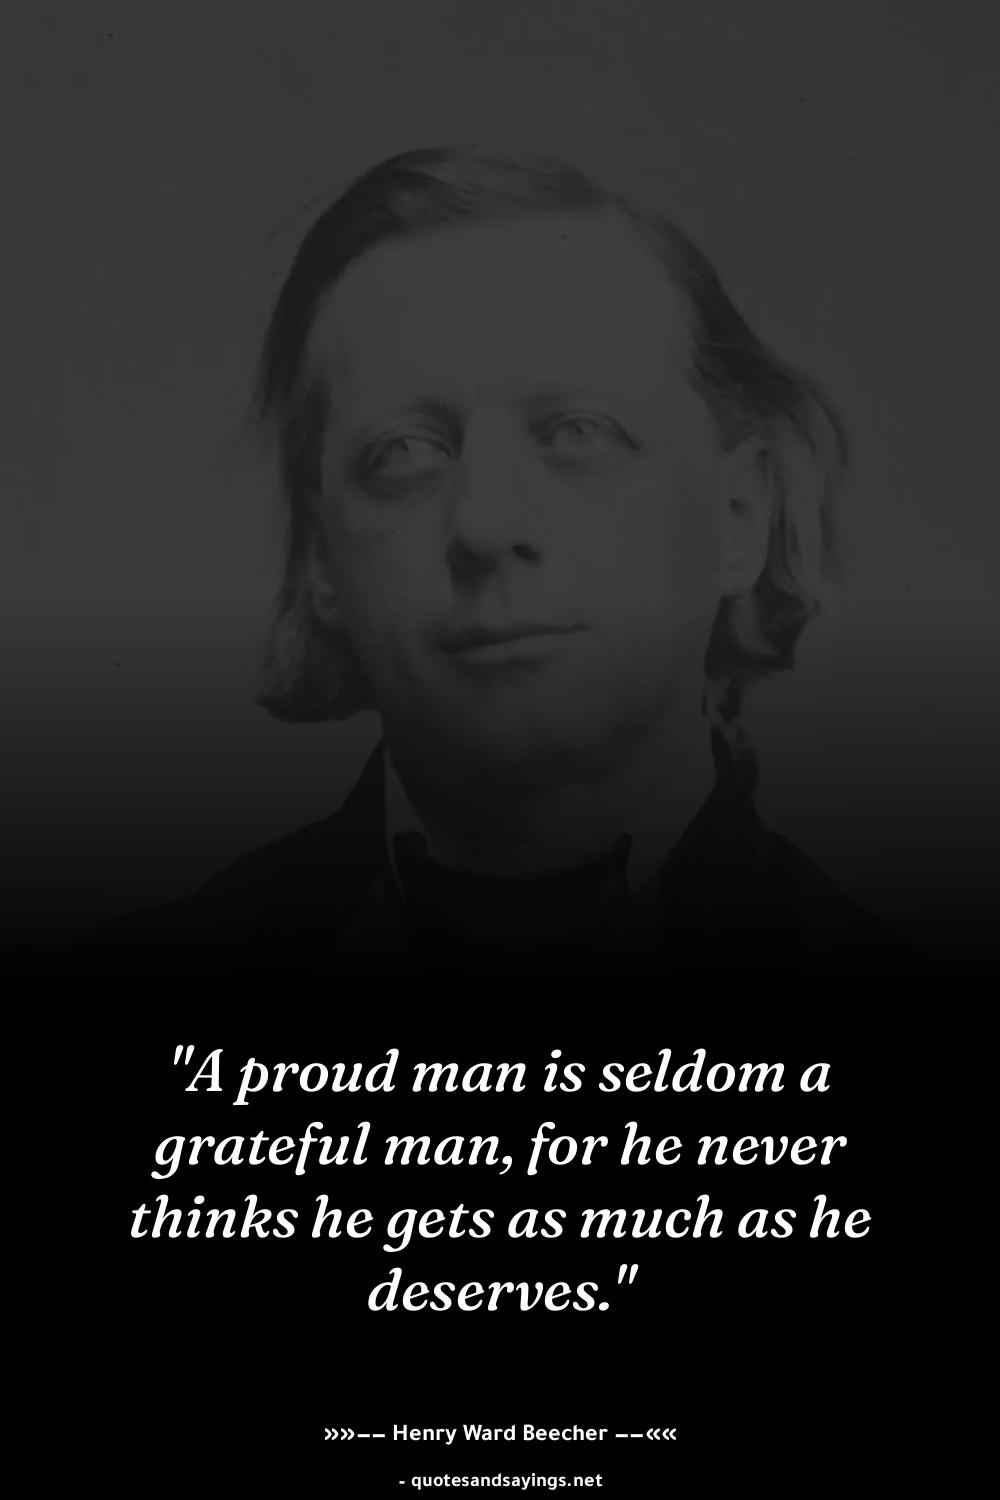 "A proud man is seldom a
grateful man, for he never
thinks he gets as much as he
deserves."
»»–– Henry Ward Beecher ––««
- quotesandsayings.net